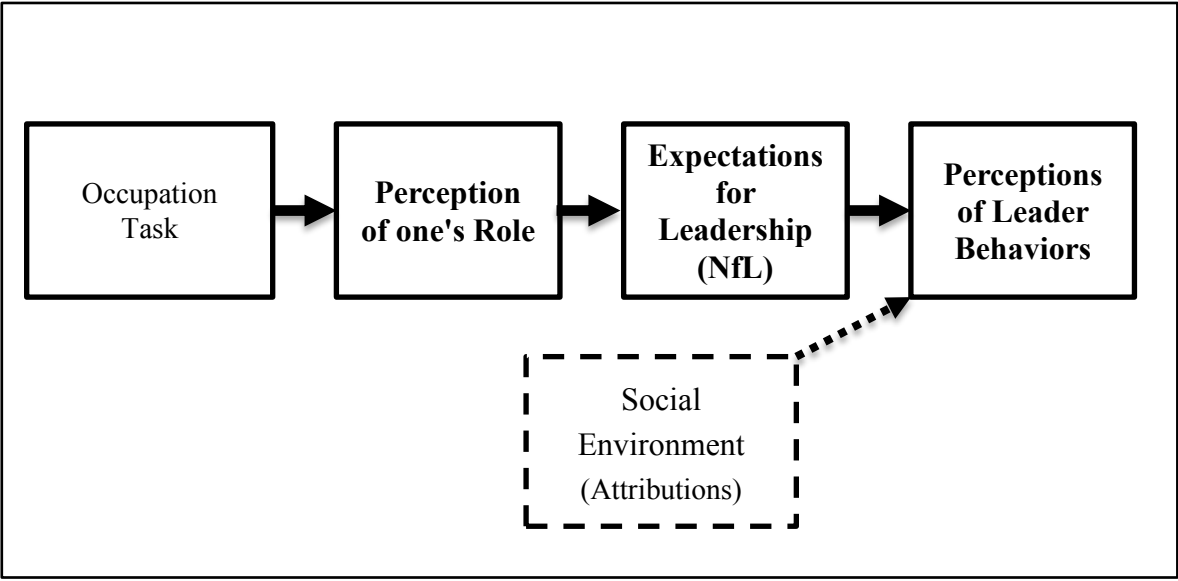 Occupation
Task
Perception
of one's Role
Expectations
for
Leadership
(NfL)
Perceptions
of Leader
Behaviors
Social
Environment
(Attributions)